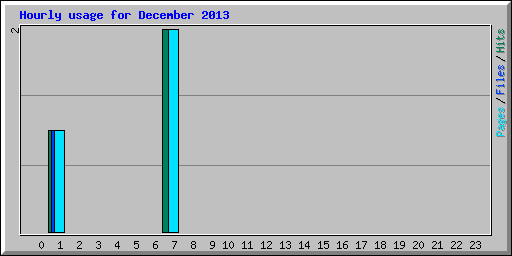 Hourly usage for December 2013
2
Pages/Files/Hits
0 1 2 3 4 5 6 7 8 9 10 11 12 13 14 15 16 17 18 19 20 21 22 23